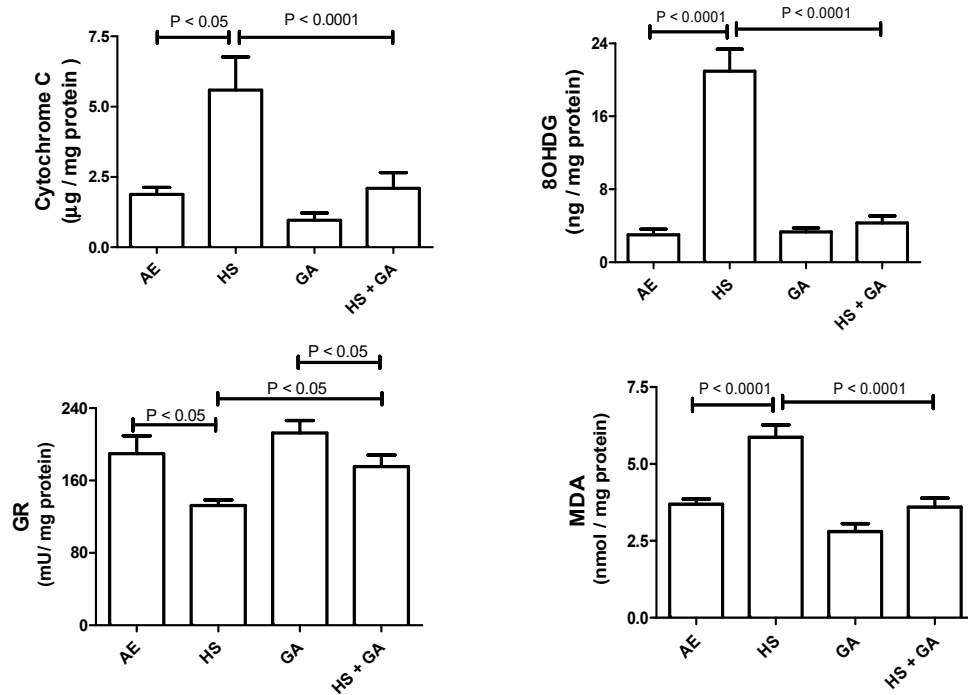 P < 0.05
P < 0.0001
Cytochrome C
(μg / mg protein )
7.5
5.0
2.5
0.0
AE
HS
GA
HS + GA
P < 0.0001
P < 0.0001
8OHDG
(ng / mg protein)
24
16
8
0
AE
HS
GA
HS + GA
P < 0.05
P < 0.05
P < 0.05
GR
(mU/ mg protein)
240
160
80
0
AE
HS
GA
HS + GA
P < 0.0001
P < 0.0001
MDA
(nmol / mg protein)
7.5
5.0
2.5
0.0
AE
HS
GA
HS + GA